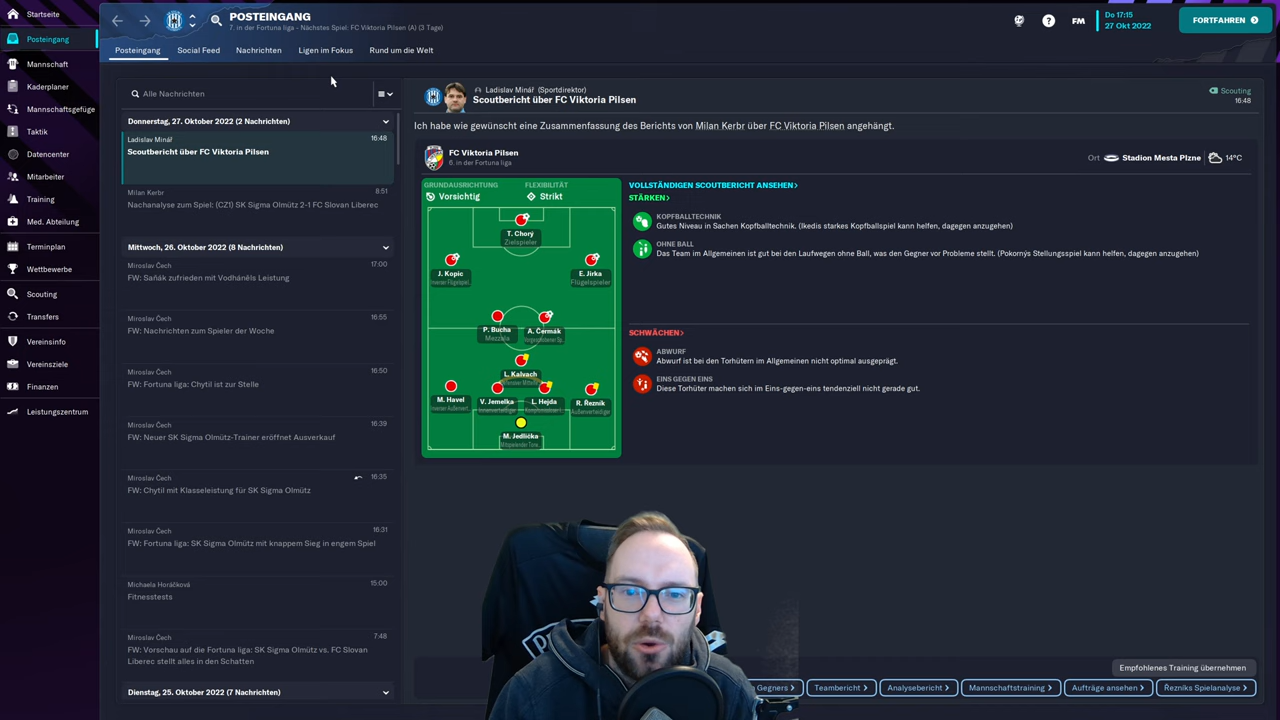 Startseite
Posteingang
Mannschaft
Kaderplaner
Mannschaftsgefüge
Taktik
Datencenter
Mitarbeiter
Training
Med. Abteilung
Terminplan
Wettbewerbe
Scouting
Transfers
Vereinsinfo
Vereinsziele
Finanzen
Leistungszentrum
POSTEINGANG
7. in der Fortuna liga - Nächstes Spiel: FC Viktoria Pilsen (A) (3 Tage)
FM
Do 17:15
27 Okt 2022
FORTFAHREN
Posteingang
Social Feed
Nachrichten
Ligen im Fokus
Rund um die Welt
Alle Nachrichten
Donnerstag, 27. Oktober 2022 (2 Nachrichten)
Ladislav Minář 16:48
Scoutbericht über FC Viktoria Pilsen
Milan Kerbr 8:51
Nachanalyse zum Spiel: (CZ1) SK Sigma Olmütz 2-1 FC Slovan Liberec
Mittwoch, 26. Oktober 2022 (8 Nachrichten)
Miroslav Čech 17:00
FW: Saňák zufrieden mit Vodháněls Leistung
Miroslav Čech 16:55
FW: Nachrichten zum Spieler der Woche
Miroslav Čech 16:50
FW: Fortuna liga: Chytil ist zur Stelle
Miroslav Čech 16:39
FW: Neuer SK Sigma Olmütz-Trainer eröffnet Ausverkauf
Miroslav Čech 16:35
FW: Chytil mit Klasseleistung für SK Sigma Olmütz
Miroslav Čech 16:31
FW: Fortuna liga: SK Sigma Olmütz mit knappem Sieg in engem Spiel
Michaela Horáčková 15:00
Fitnesstests
Miroslav Čech 7:48
FW: Vorschau auf die Fortuna liga: SK Sigma Olmütz vs. FC Slovan
Liberec stellt alles in den Schatten
Dienstag, 25. Oktober 2022 (7 Nachrichten)
Ladislav Minář (Sportdirektor)
Scoutbericht über FC Viktoria Pilsen
Scouting
16:48
Ich habe wie gewünscht eine Zusammenfassung des Berichts von Milan Kerbr über FC Viktoria Pilsen angehängt.
FC Viktoria Pilsen
6. in der Fortuna liga
Ort Stadion Mesta Plzne 14°C
GRUNDAUSRICHTUNG FLEXIBILITÄT
Vorsichtig Strikt
T. Chorý
Zielspieler
J. Kopic
E. Jirka
Flügelspieler
P. Bucha
Mezzala
A. Čermák
L. Kalvach
M. Havel
V. Jemelka
L. Hejda
R. Řezník
M. Jedlička
VOLLSTÄNDIGEN SCOUTBERICHT ANSEHEN
STÄRKEN
KOPFBALLTECHNIK
Gutes Niveau in Sachen Kopfballtechnik. (Ikedis starkes Kopfballspiel kann helfen, dagegen anzugehen)
OHNE BALL
Das Team im Allgemeinen ist gut bei den Laufwegen ohne Ball, was den Gegner vor Probleme stellt. (Pokornýs Stellungsspiel kann helfen, dagegen anzugehen)
SCHWÄCHEN
ABWURF
Abwurf ist bei den Torhütern im Allgemeinen nicht optimal ausgeprägt.
EINS GEGEN EINS
Diese Torhüter machen sich im Eins-gegen-eins tendenziell nicht gerade gut.
Empfohlenes Training übernehmen
Gegners
Teambericht
Analysebericht
Mannschaftstraining
Aufträge ansehen
Řezníks Spielanalyse